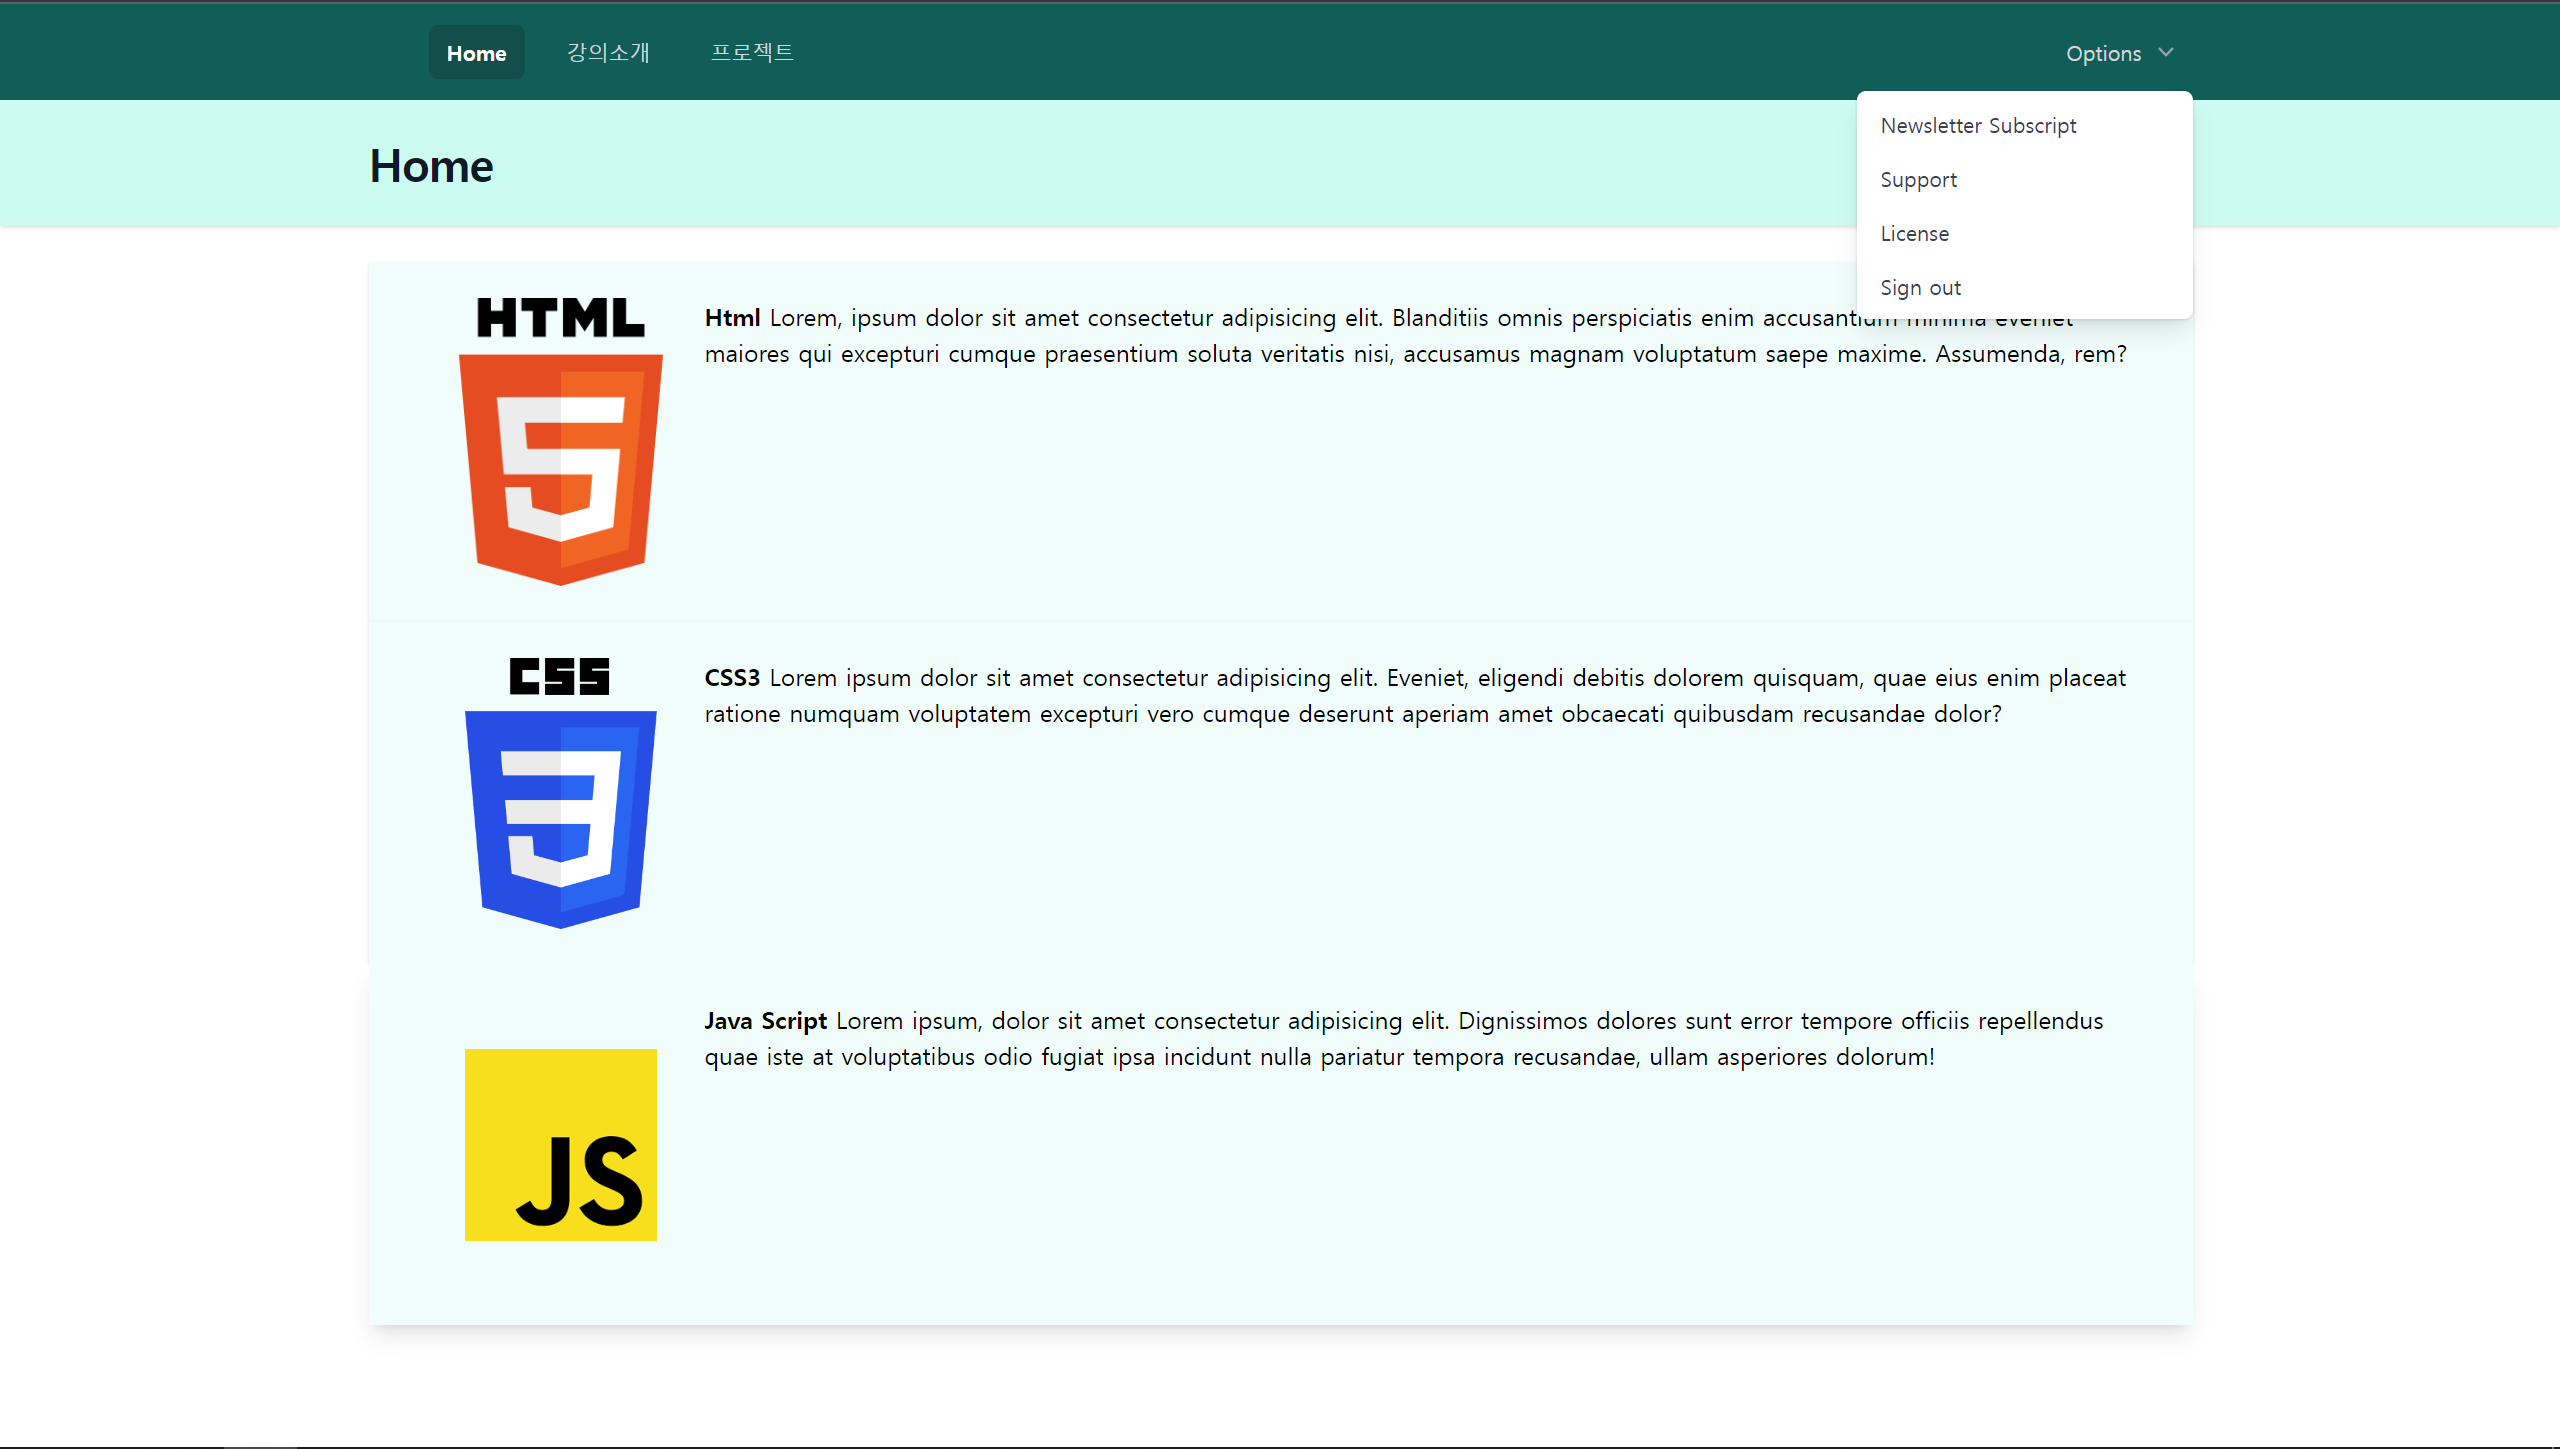 Home 강의소개 프로젝트 Options
Newsletter Subscript
Support
License
Sign out
Home
HTML
Html Lorem, ipsum dolor sit amet consectetur adipisicing elit. Blanditiis omnis perspiciatis enim accusantium minima eveniet
maiores qui excepturi cumque praesentium soluta veritatis nisi, accusamus magnam voluptatum saepe maxime. Assumenda, rem?
5
CSS
CSS3 Lorem ipsum dolor sit amet consectetur adipisicing elit. Eveniet, eligendi debitis dolorem quisquam, quae eius enim placeat
ratione numquam voluptatem excepturi vero cumque deserunt aperiam amet obcaecati quibusdam recusandae dolor?
3
Java Script Lorem ipsum, dolor sit amet consectetur adipisicing elit. Dignissimos dolores sunt error tempore officiis repellendus
quae iste at voluptatibus odio fugiat ipsa incidunt nulla pariatur tempora recusandae, ullam asperiores dolorum!
JS